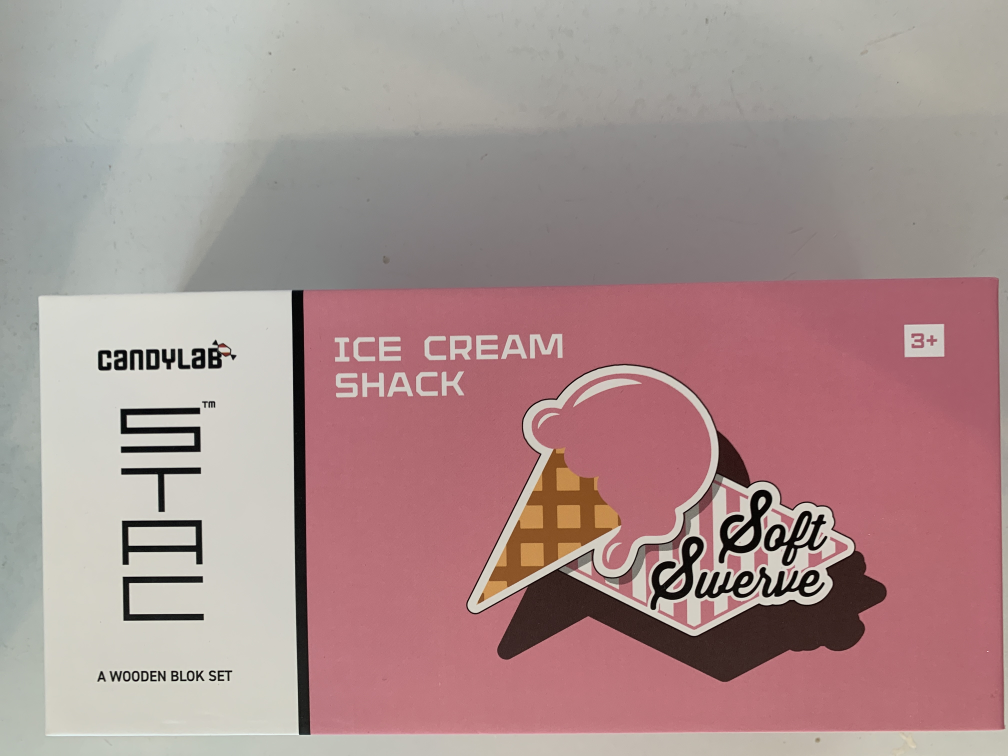 CANDYLAB
STAC™
A WOODEN BLOK SET
ICE CREAM
SHACK
3+
Soft
Swerve